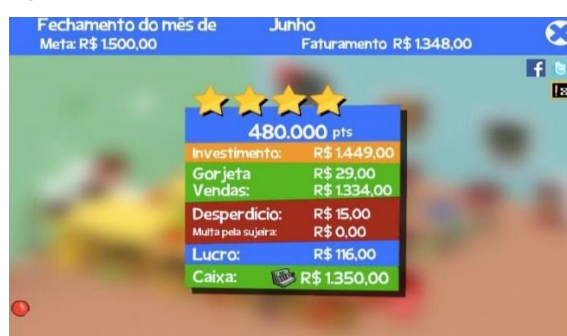 Fechamento do mês de Junho
Meta: R$ 1.500,00 Faturamento R$ 1.348,00
480.000 pts
Investimento: R$ 1.449,00
Gorjeta R$ 29,00
Vendas: R$ 1.334,00
Desperdício: R$ 15,00
Multa pela sujeira: R$ 0,00
Lucro: R$ 116,00
Caixa: R$ 1.350,00